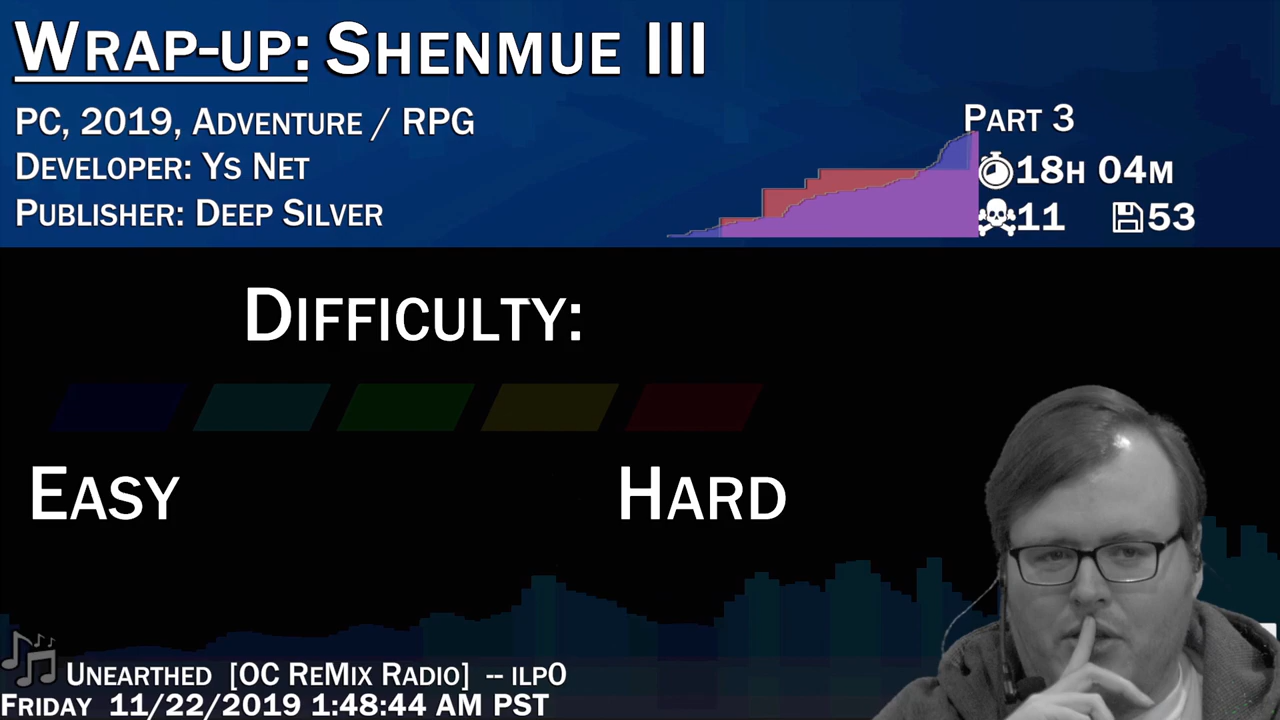 Wrap-up: Shenmue III
PC, 2019, Adventure / RPG
Developer: Ys Net
Publisher: Deep Silver
Part 3
18h 04m
11 53
Difficulty:
Easy Hard
Unearthed [OC ReMix Radio] -- ilp0
Friday 11/22/2019 1:48:44 AM PST